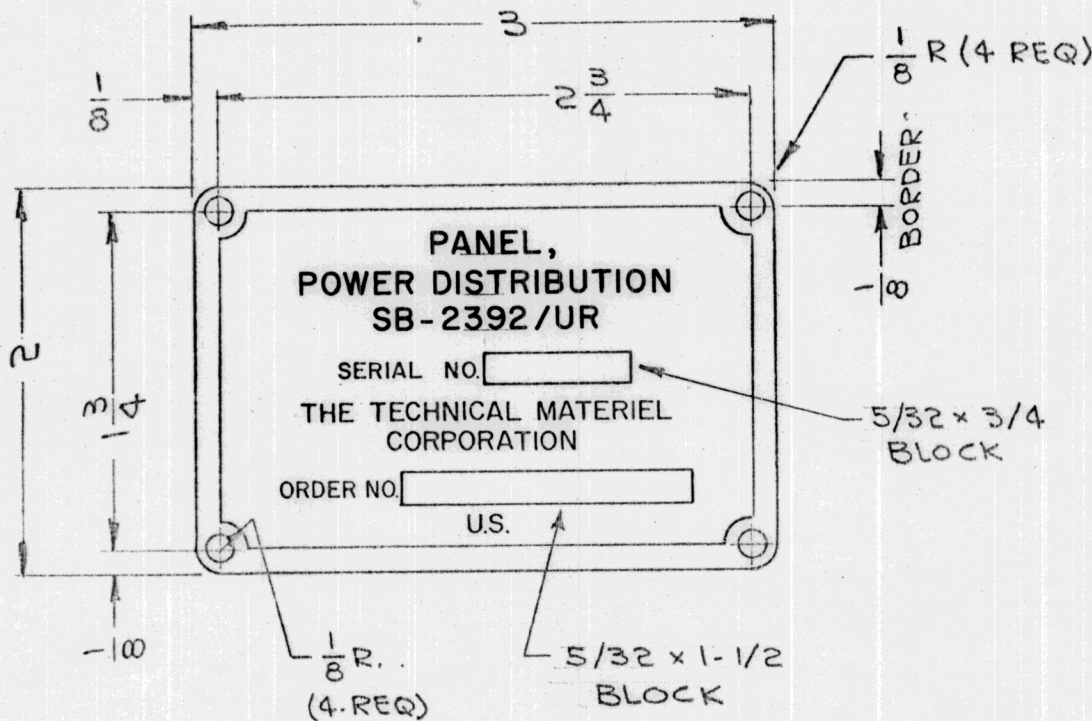 3
1/8 R (4 REQ)
1/8
2 3/4
1/8 BORDER
PANEL,
POWER DISTRIBUTION
SB-2392/UR
2
1 3/4
SERIAL NO.
5/32 x 3/4
BLOCK
THE TECHNICAL MATERIEL
CORPORATION
ORDER NO.
U.S.
1/8
1/8 R.
(4-REQ)
5/32 x 1-1/2
BLOCK